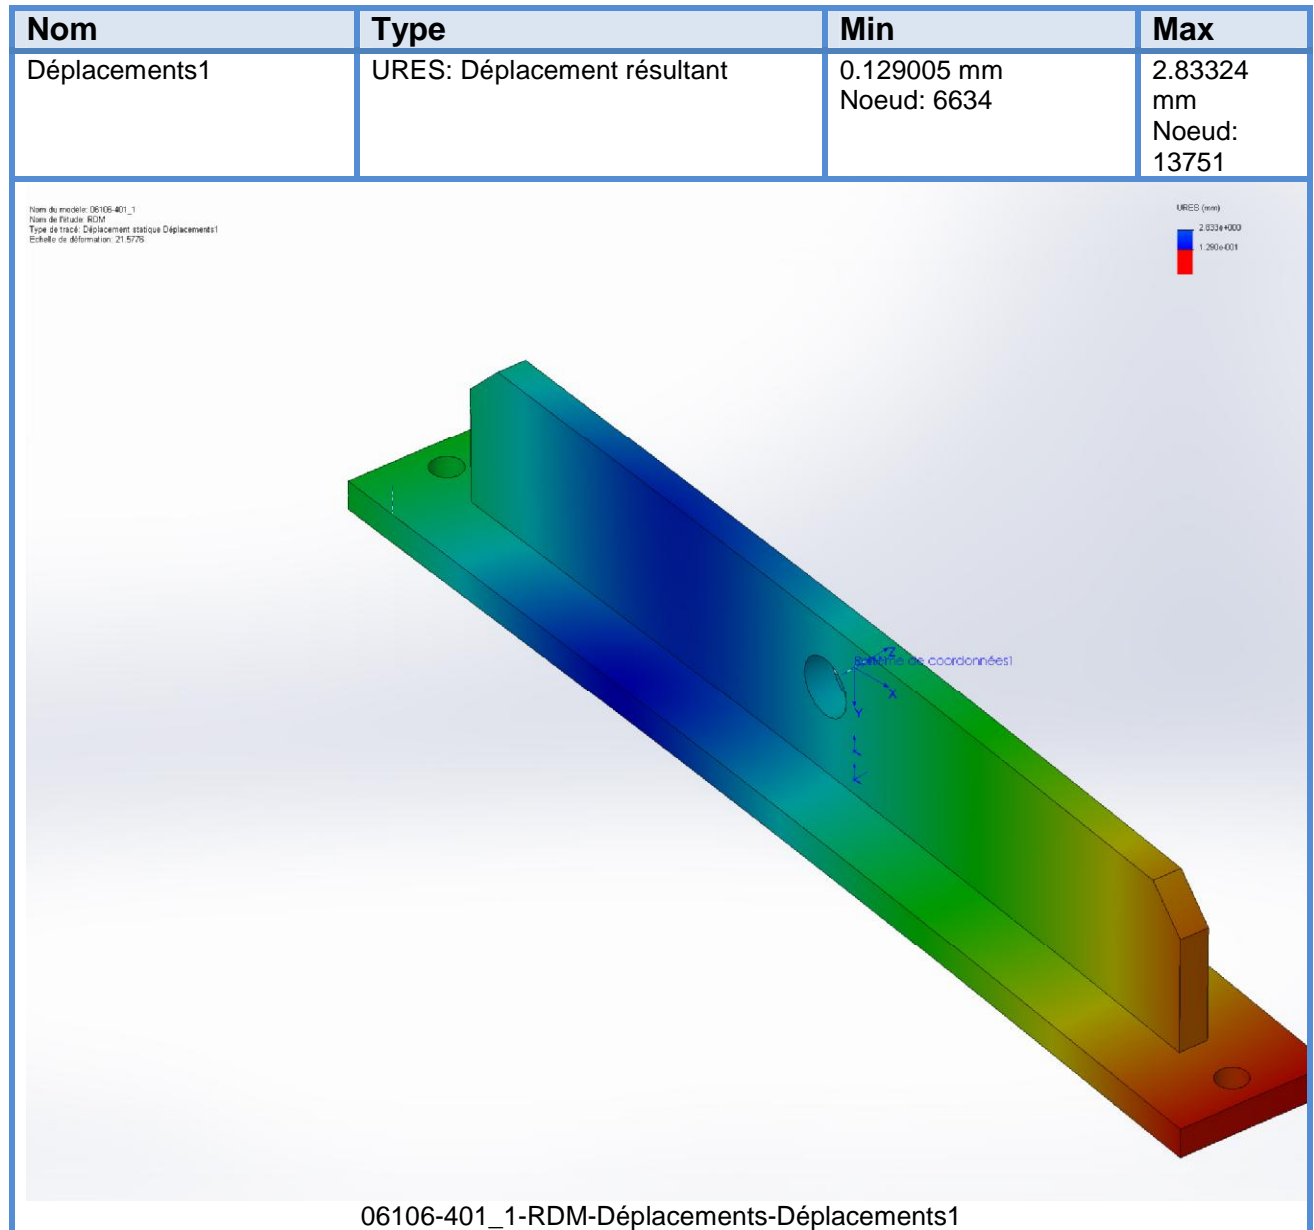 Nom Type Min Max
Déplacements1 URES: Déplacement résultant 0.129005 mm 2.83324
Noeud: 6634 mm
Noeud:
13751
Nom du modèle: 06106-401_1
Nom de l'étude: RDM
Type de tracé: Déplacement statique Déplacements1
Echelle de déformation: 21.5776
URES (mm)
2.833e+000
1.290e-001
de coordonnées1
Z
X
Y
06106-401_1-RDM-Déplacements-Déplacements1